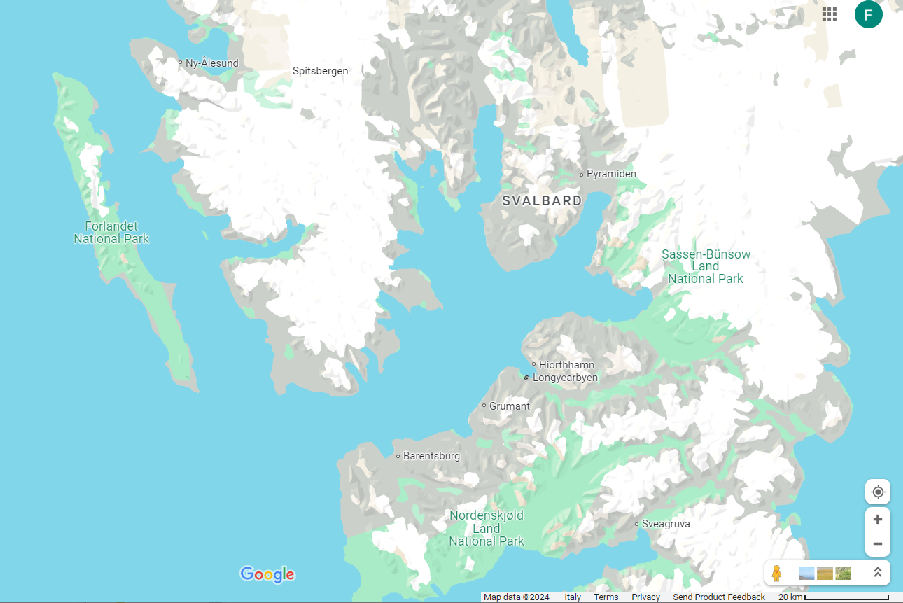 F
Ny-Ålesund
Spitsbergen
Pyramiden
SVALBARD
Forlandet
National Park
Sassen-Bünsow
Land
National Park
Hiorthhamn
Longyearbyen
Grumant
Barentsburg
Nordenskjøld
Land
National Park
Sveagruva
Google
Map data ©2024 Italy Terms Privacy Send Product Feedback 20 km